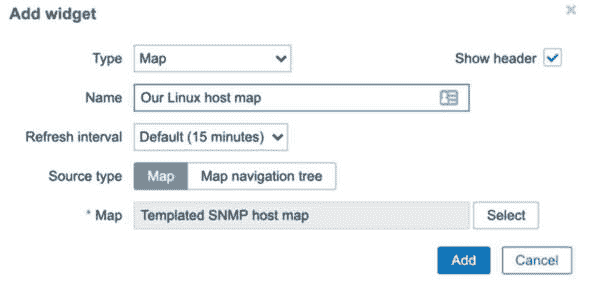 Add widget
Type Map Show header
Name Our Linux host map
Refresh interval Default (15 minutes)
Source type Map Map navigation tree
* Map Templated SNMP host map Select
Add Cancel